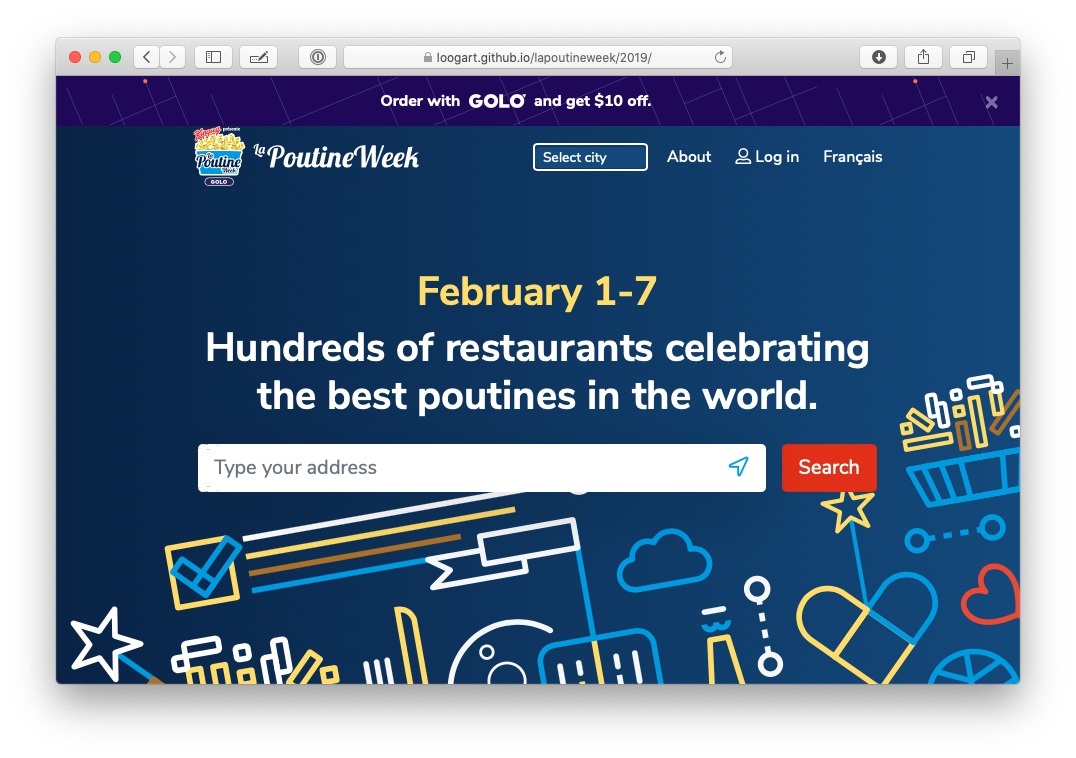 loogart.github.io/lapoutineweek/2019/
Order with GOLO and get $10 off.
présente
Poutine
Week
GOLO
La PoutineWeek
Select city
About
Log in
Français
February 1-7
Hundreds of restaurants celebrating
the best poutines in the world.
Type your address
Search